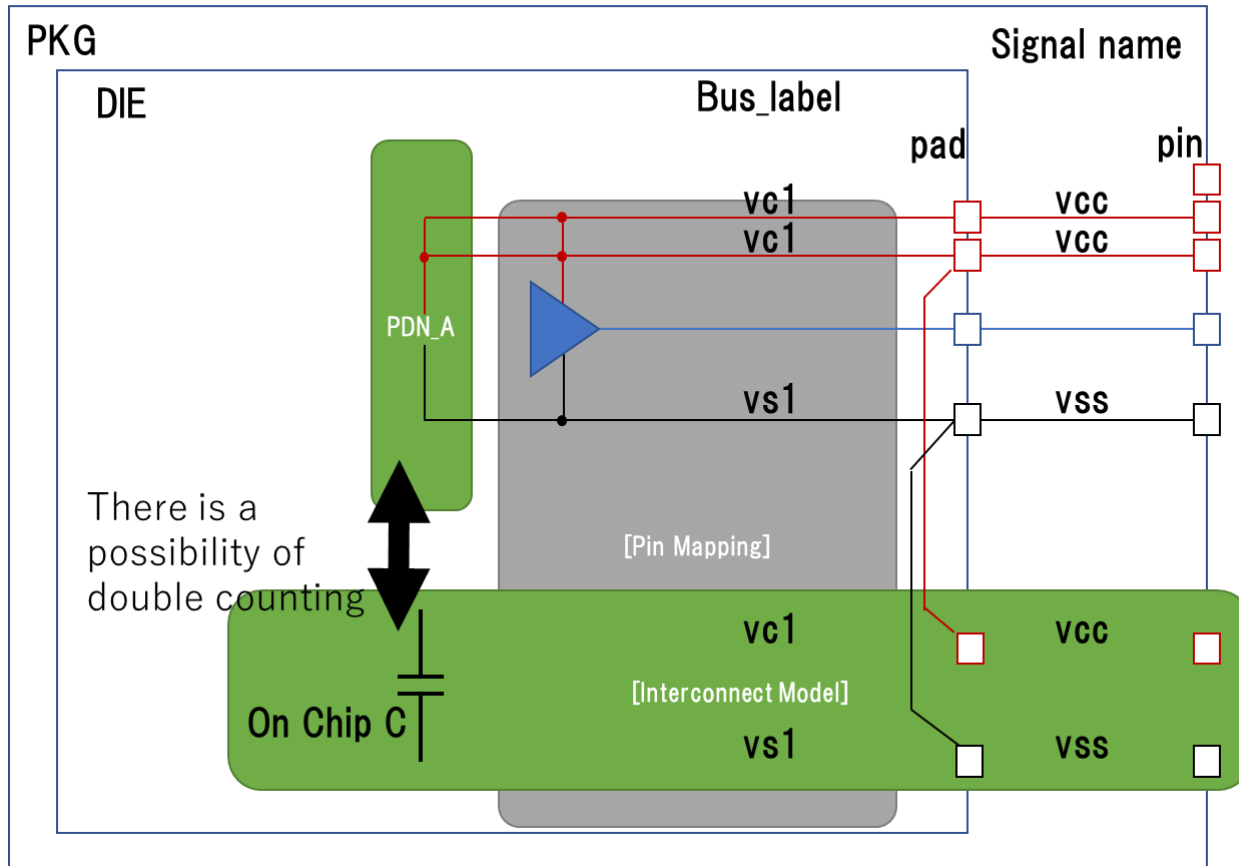 PKG
Signal name
DIE
Bus_label
pad
pin
vc1
vcc
vc1
vcc
PDN_A
vs1
vss
There is a
possibility of
double counting
[Pin Mapping]
vc1
vcc
[Interconnect Model]
On Chip C
vs1
vss